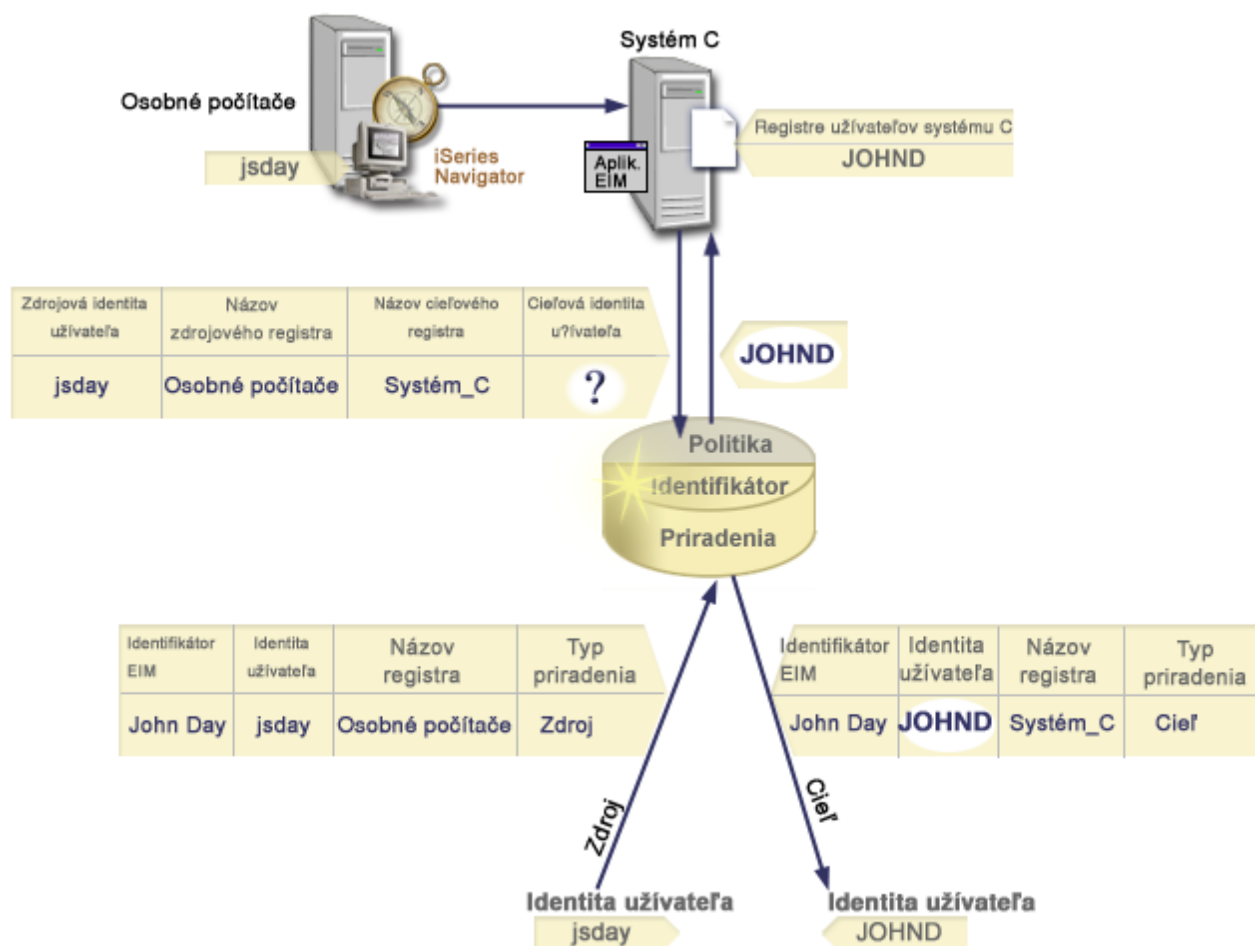 Systém C
Osobné počítače
jsday
iSeries
Navigator
Aplik.
EIM
Registre užívateľov systému C
JOHND
Zdrojová identita užívateľa
Názov zdrojového registra
Názov cieľového registra
Cieľová identita u?ívateľa
jsday
Osobné počítače
Systém_C
?
JOHND
Politika
Identifikátor
Priradenia
Identifikátor EIM
Identita užívateľa
Názov registra
Typ priradenia
John Day
jsday
Osobné počítače
Zdroj
Identifikátor EIM
Identita užívateľa
Názov registra
Typ priradenia
John Day
JOHND
Systém_C
Cieľ
Zdroj
Cieľ
Identita užívateľa
jsday
Identita užívateľa
JOHND